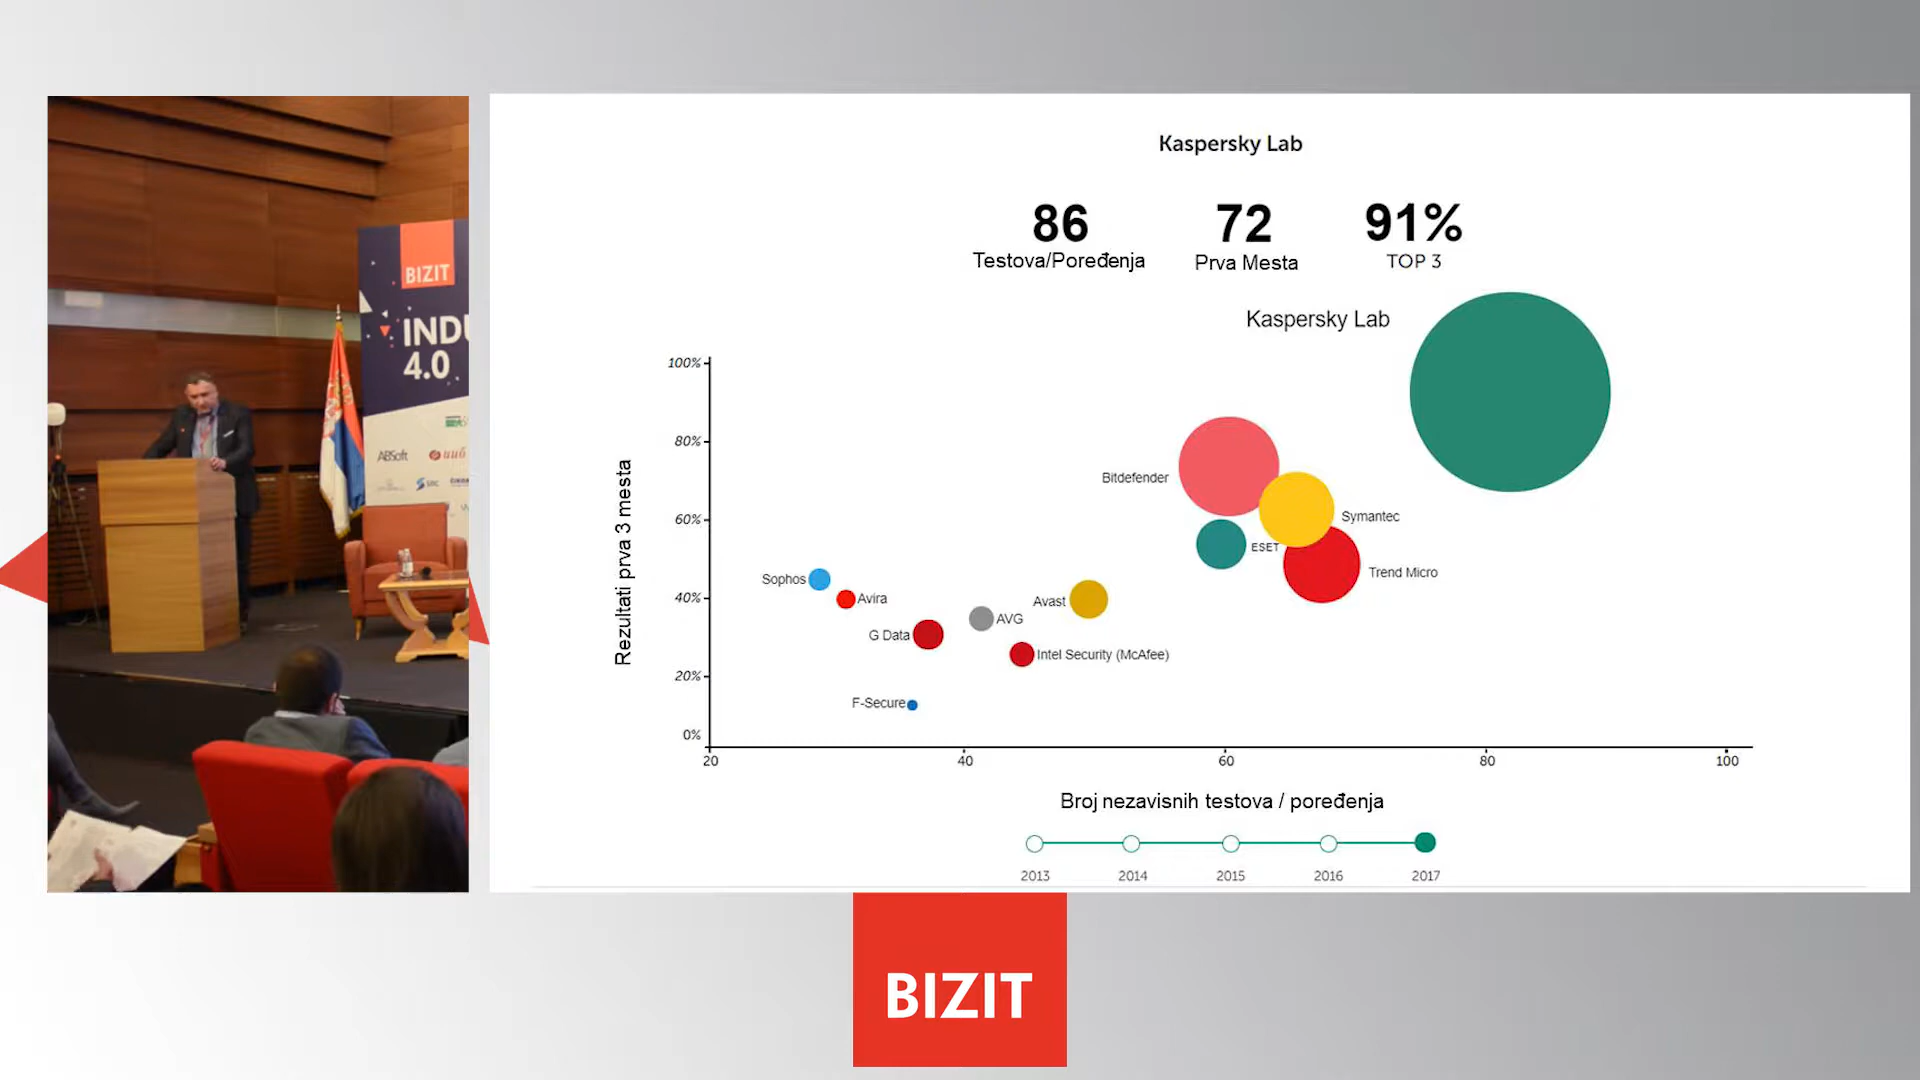 BIZIT
INDU
4.0
ABSoft
SBC
Kaspersky Lab
86
72
91%
Testova/Poređenja
Prva Mesta
TOP 3
Kaspersky Lab
100%
80%
60%
40%
20%
0%
Rezultati prva 3 mesta
Bitdefender
Symantec
ESET
Trend Micro
Sophos
Avira
Avast
AVG
G Data
Intel Security (McAfee)
F-Secure
20
40
60
80
100
Broj nezavisnih testova / poređenja
2013
2014
2015
2016
2017
BIZIT